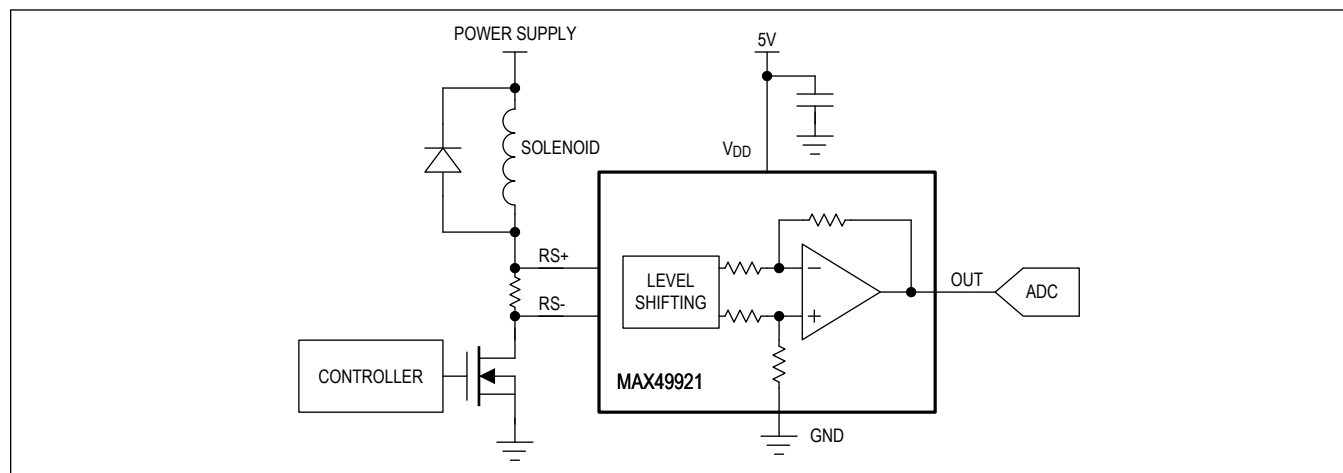 POWER SUPPLY
5V
SOLENOID
VDD
RS+
LEVEL
SHIFTING
−
+
OUT
ADC
RS-
CONTROLLER
MAX49921
GND